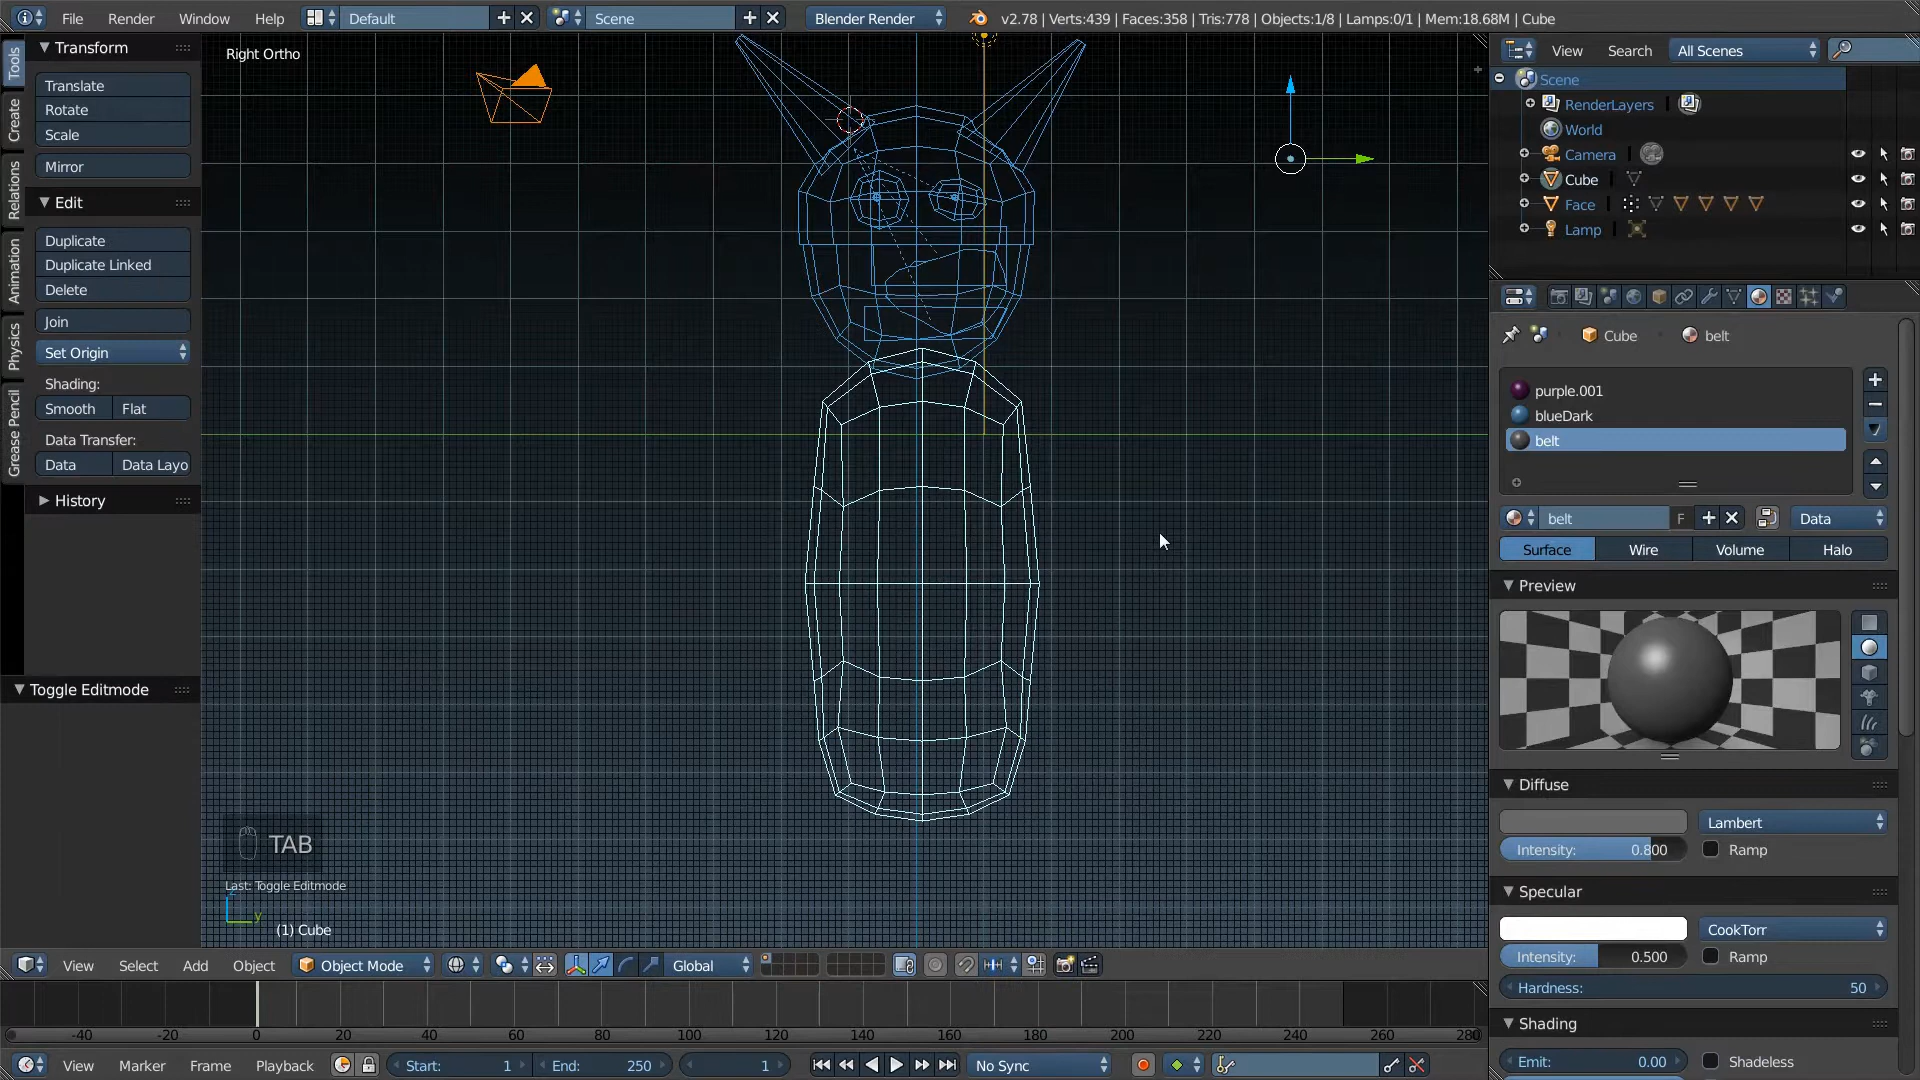 File Render Window Help Default Scene Blender Render v2.78 | Verts:439 | Faces:358 | Tris:778 | Objects:1/8 | Lamps:0/1 | Mem:18.68M | Scene
Tools
Create
Relations
Animation
Physics
Grease Pencil
Transform
Translate
Rotate
Scale
Mirror
Edit
Duplicate
Duplicate Linked
Delete
Join
Set Origin
Shading:
Smooth Flat
Data Transfer:
Data Data Layo
History
Toggle Editmode
Right Ortho
TAB
Last: Toggle Editmode
z
y
(1) Cube
View Select Add Object Object Mode Global
-40 -20 0 20 40 60 80 100 120 140 160 180 200 220 240 260 280
View Marker Frame Playback Start: 1 End: 250 1 No Sync
View Search All Scenes
Scene
RenderLayers
World
Camera
Cube
Face
Lamp
Cube belt
purple.001
blueDark
belt
belt F Data
Surface Wire Volume Halo
Preview
Diffuse
Lambert
Intensity: 0.800 Ramp
Specular
CookTorr
Intensity: 0.500 Ramp
Hardness: 50
Shading
Emit: 0.00 Shadeless